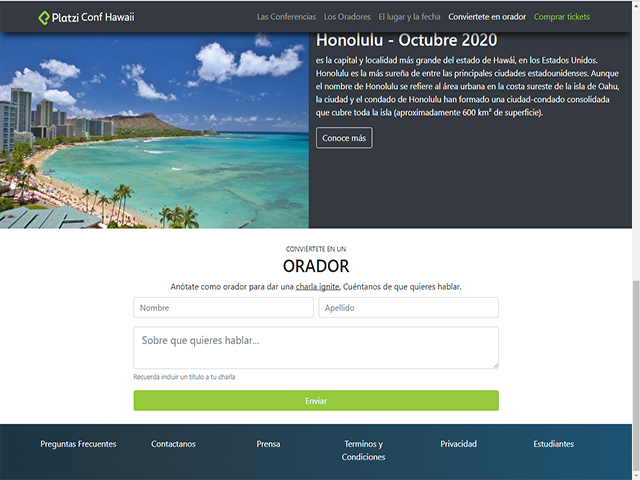 Platzi Conf Hawaii
Las Conferencias Los Oradores El lugar y la fecha Conviertete en orador Comprar tickets
Honolulu - Octubre 2020
es la capital y localidad más grande del estado de Hawái, en los Estados Unidos.
Honolulu es la más sureña de entre las principales ciudades estadounidenses. Aunque
el nombre de Honolulu se refiere al área urbana en la costa sureste de la isla de Oahu,
la ciudad y el condado de Honolulu han formado una ciudad-condado consolidada
que cubre toda la isla (aproximadamente 600 km² de superficie).
Conoce más
CONVIÉRTETE EN UN
ORADOR
Anótate como orador para dar una charla ignite. Cuéntanos de que quieres hablar.
Nombre Apellido
Sobre que quieres hablar...
Recuerda incluir un titulo a tu charla
Enviar
Preguntas Frecuentes Contactanos Prensa Terminos y Privacidad Estudiantes
Condiciones